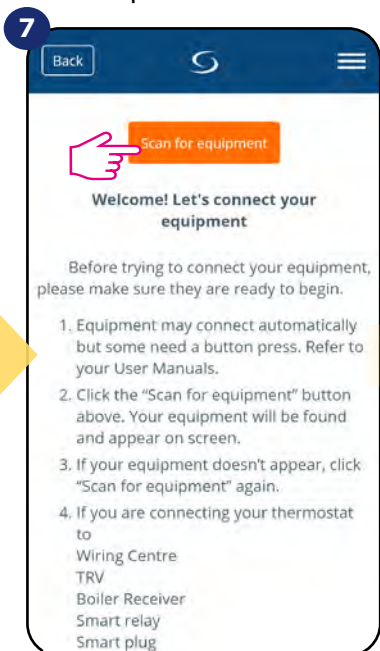 7
Back
Scan for equipment
Welcome! Let's connect your
equipment
Before trying to connect your equipment,
please make sure they are ready to begin.
1. Equipment may connect automatically
but some need a button press. Refer to
your User Manuals.
2. Click the “Scan for equipment” button
above. Your equipment will be found
and appear on screen.
3. If your equipment doesn't appear, click
“Scan for equipment” again.
4. If you are connecting your thermostat
to
Wiring Centre
TRV
Boiler Receiver
Smart relay
Smart plug